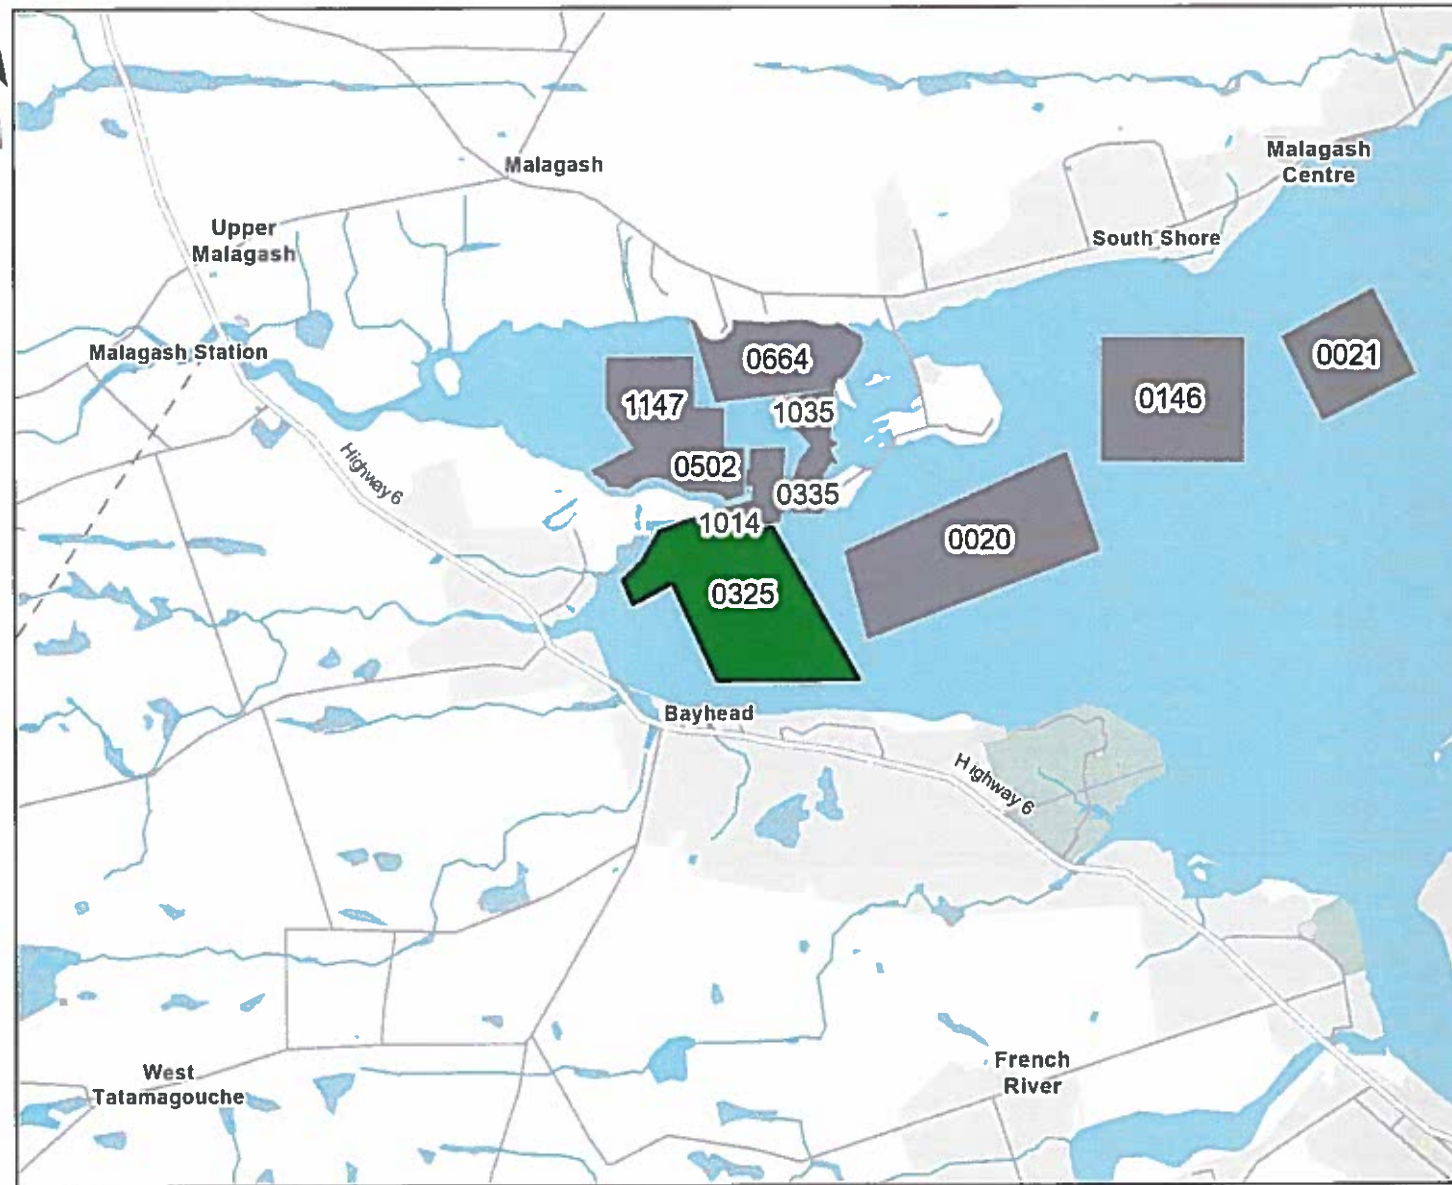 Malagash
Malagash
Centre
Upper
Malagash
South Shore
Malagash Station
0664
0021
1147
1035
0146
Highway 6
0502
0335
1014
0020
0325
Bayhead
Highway 6
French
River
West
Tatamagouche